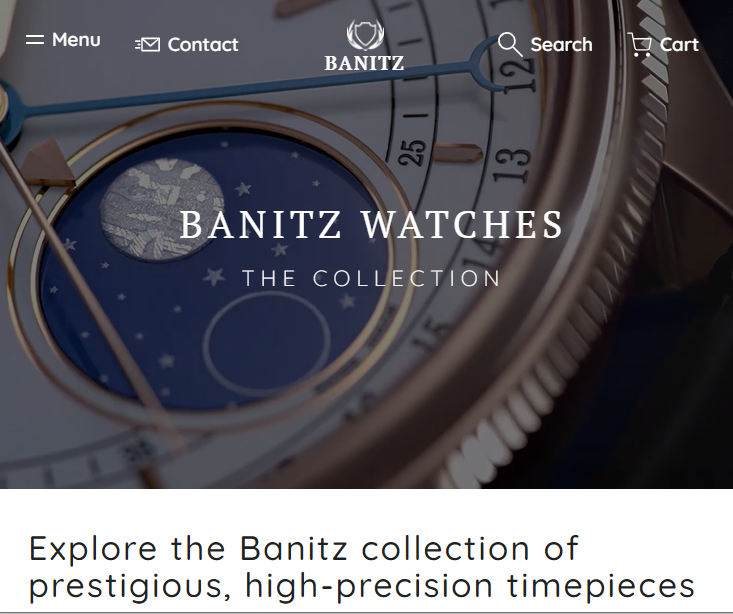 Menu
Contact
BANITZ
Search
Cart
12
25
13
BANITZ WATCHES
14
THE COLLECTION
15
Explore the Banitz collection of
prestigious, high-precision timepieces